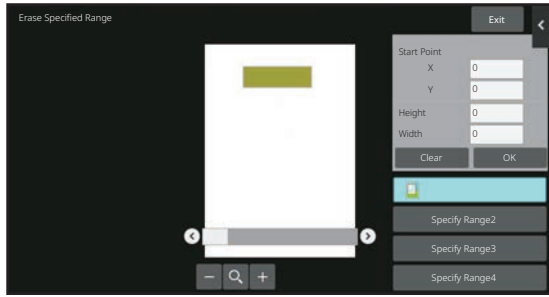 Erase Specified Range
Exit
Start Point
X 0
Y 0
Height 0
Width 0
Clear OK
Specify Range2
Specify Range3
Specify Range4